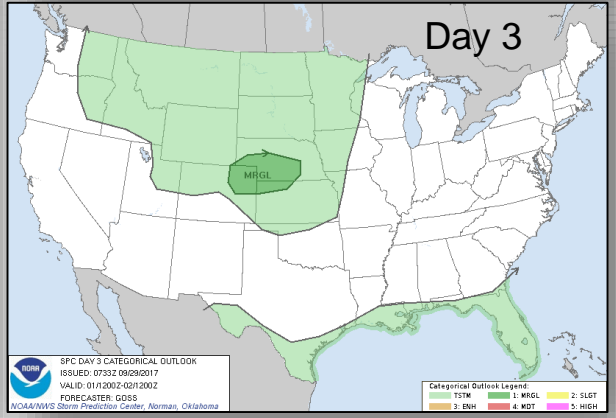 Day 3
MRGL
NOAA
SPC DAY 3 CATEGORICAL OUTLOOK
ISSUED: 0733Z 09/29/2017
VALID: 01/1200Z-02/1200Z
FORECASTER: GOSS
NOAA/NWS Storm Prediction Center, Norman, Oklahoma
Categorical Outlook Legend:
TSTM 1: MRGL 2: SLGT
3: ENH 4: MDT 5: HIGH